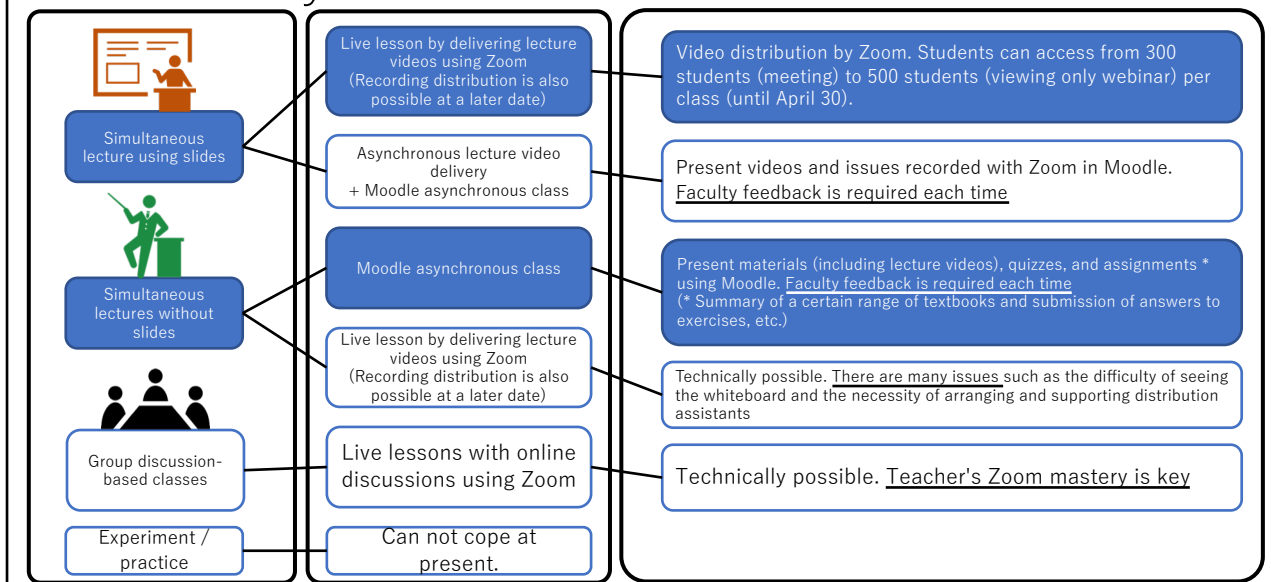 Simultaneous
lecture using slides
Live lesson by delivering lecture
videos using Zoom
(Recording distribution is also
possible at a later date)
Video distribution by Zoom. Students can access from 300
students (meeting) to 500 students (viewing only webinar) per
class (until April 30).
Asynchronous lecture video
delivery
+ Moodle asynchronous class
Present videos and issues recorded with Zoom in Moodle.
Faculty feedback is required each time
Simultaneous
lectures without
slides
Moodle asynchronous class
Present materials (including lecture videos), quizzes, and assignments *
using Moodle. Faculty feedback is required each time
(* Summary of a certain range of textbooks and submission of answers to
exercises, etc.)
Live lesson by delivering lecture
videos using Zoom
(Recording distribution is also
possible at a later date)
Technically possible. There are many issues such as the difficulty of seeing
the whiteboard and the necessity of arranging and supporting distribution
assistants
Group discussion-
based classes
Live lessons with online
discussions using Zoom
Technically possible. Teacher's Zoom mastery is key
Experiment /
practice
Can not cope at
present.